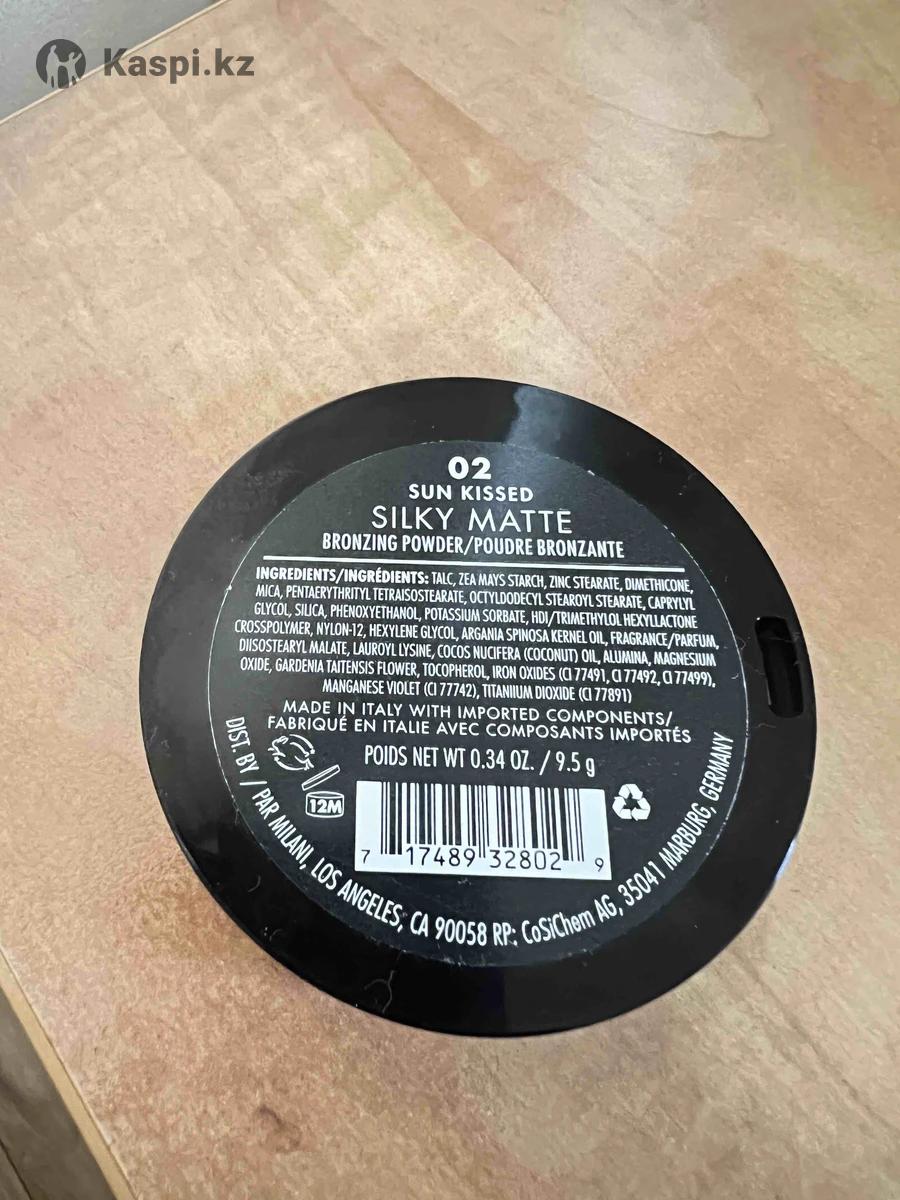 Kaspi.kz
02
SUN KISSED
SILKY MATTE
BRONZING POWDER/POUDRE BRONZANTE
INGREDIENTS/INGRÉDIENTS: TALC, ZEA MAYS STARCH, ZINC STEARATE, DIMETHICONE,
MICA, PENTAERYTHRITYL TETRAISOSTEARATE, OCTYLDODECYL STEAROYL STEARATE, CAPRYLYL
GLYCOL, SILICA, PHENOXYETHANOL, POTASSIUM SORBATE, HDI/TRIMETHYLOL HEXYLLACTONE
CROSSPOLYMER, NYLON-12, HEXYLENE GLYCOL, ARGANIA SPINOSA KERNEL OIL, FRAGRANCE/PARFUM,
DIISOSTEARYL MALATE, LAUROYL LYSINE, COCOS NUCIFERA (COCONUT) OIL, ALUMINA, MAGNESIUM
OXIDE, GARDENIA TAITENSIS FLOWER, TOCOPHEROL, IRON OXIDES (CI 77491, CI 77492, CI 77499),
MANGANESE VIOLET (CI 77742), TITANIIUM DIOXIDE (CI 77891)
MADE IN ITALY WITH IMPORTED COMPONENTS/
FABRIQUÉ EN ITALIE AVEC COMPOSANTS IMPORTÉS
POIDS NET WT 0.34 OZ. / 9.5 g
12M
7 17489 32802 9
DIST. BY / PAR MILANI, LOS ANGELES, CA 90058 RP: CoSiChem AG, 35041 MARBURG, GERMANY